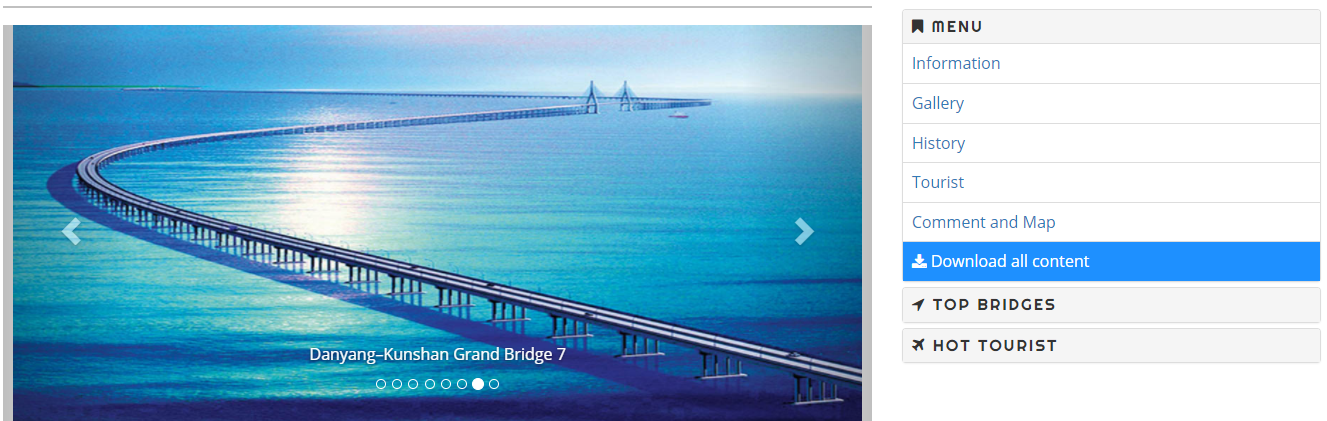 Danyang–Kunshan Grand Bridge 7
MENU
Information
Gallery
History
Tourist
Comment and Map
Download all content
TOP BRIDGES
HOT TOURIST